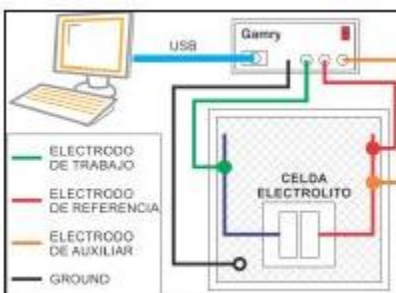 USB
Gamry
ELECTRODO
DE TRABAJO
ELECTRODO
DE REFERENCIA
ELECTRODO
DE AUXILIAR
GROUND
CELDA
ELECTROLITO